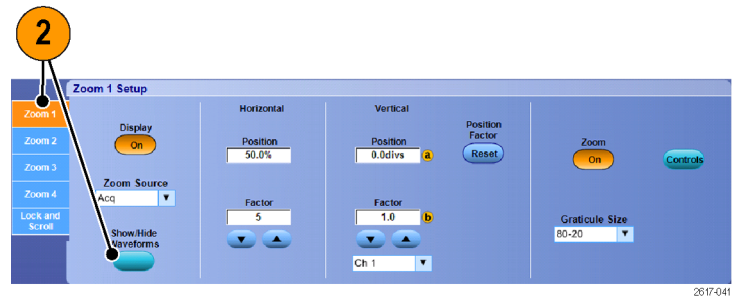 2
Zoom 1 Setup
Zoom 1
Zoom 2
Zoom 3
Zoom 4
Lock and
Scroll
Display
On
Zoom Source
Acq
Show/Hide
Waveforms
Horizontal
Position
50.0%
Factor
5
Vertical
Position
0.0divs
a
Factor
1.0
b
Ch 1
Position
Factor
Reset
Zoom
On
Graticule Size
80-20
Controls
2617-041